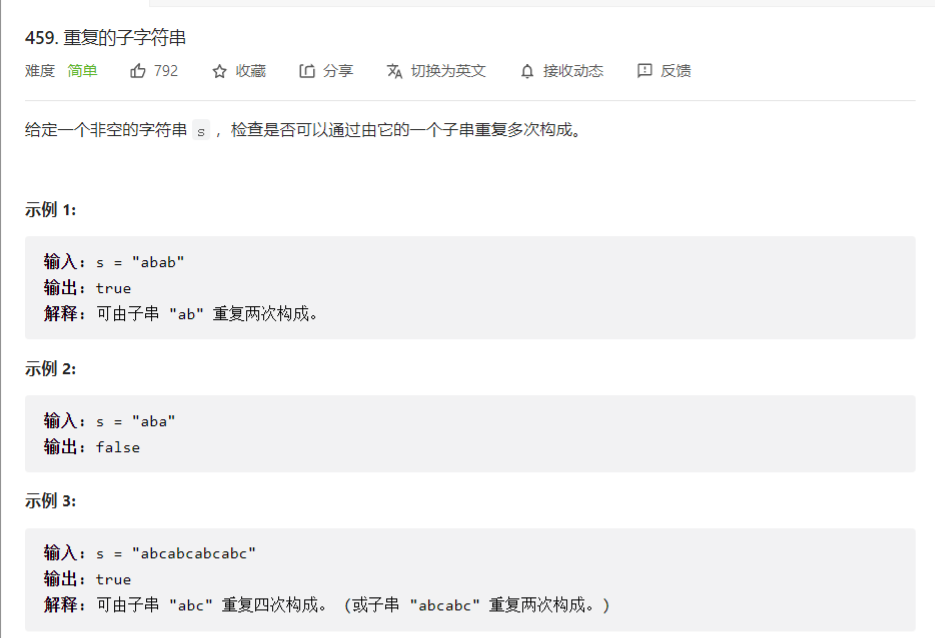 459. 重复的子字符串
难度 简单 792 收藏 分享 切换为英文 接收动态 反馈
给定一个非空的字符串 s ，检查是否可以通过由它的一个子串重复多次构成。
示例 1:
输入: s = "abab"
输出: true
解释: 可由子串 "ab" 重复两次构成。
示例 2:
输入: s = "aba"
输出: false
示例 3:
输入: s = "abcabcabcabc"
输出: true
解释: 可由子串 "abc" 重复四次构成。 (或子串 "abcabc" 重复两次构成。)